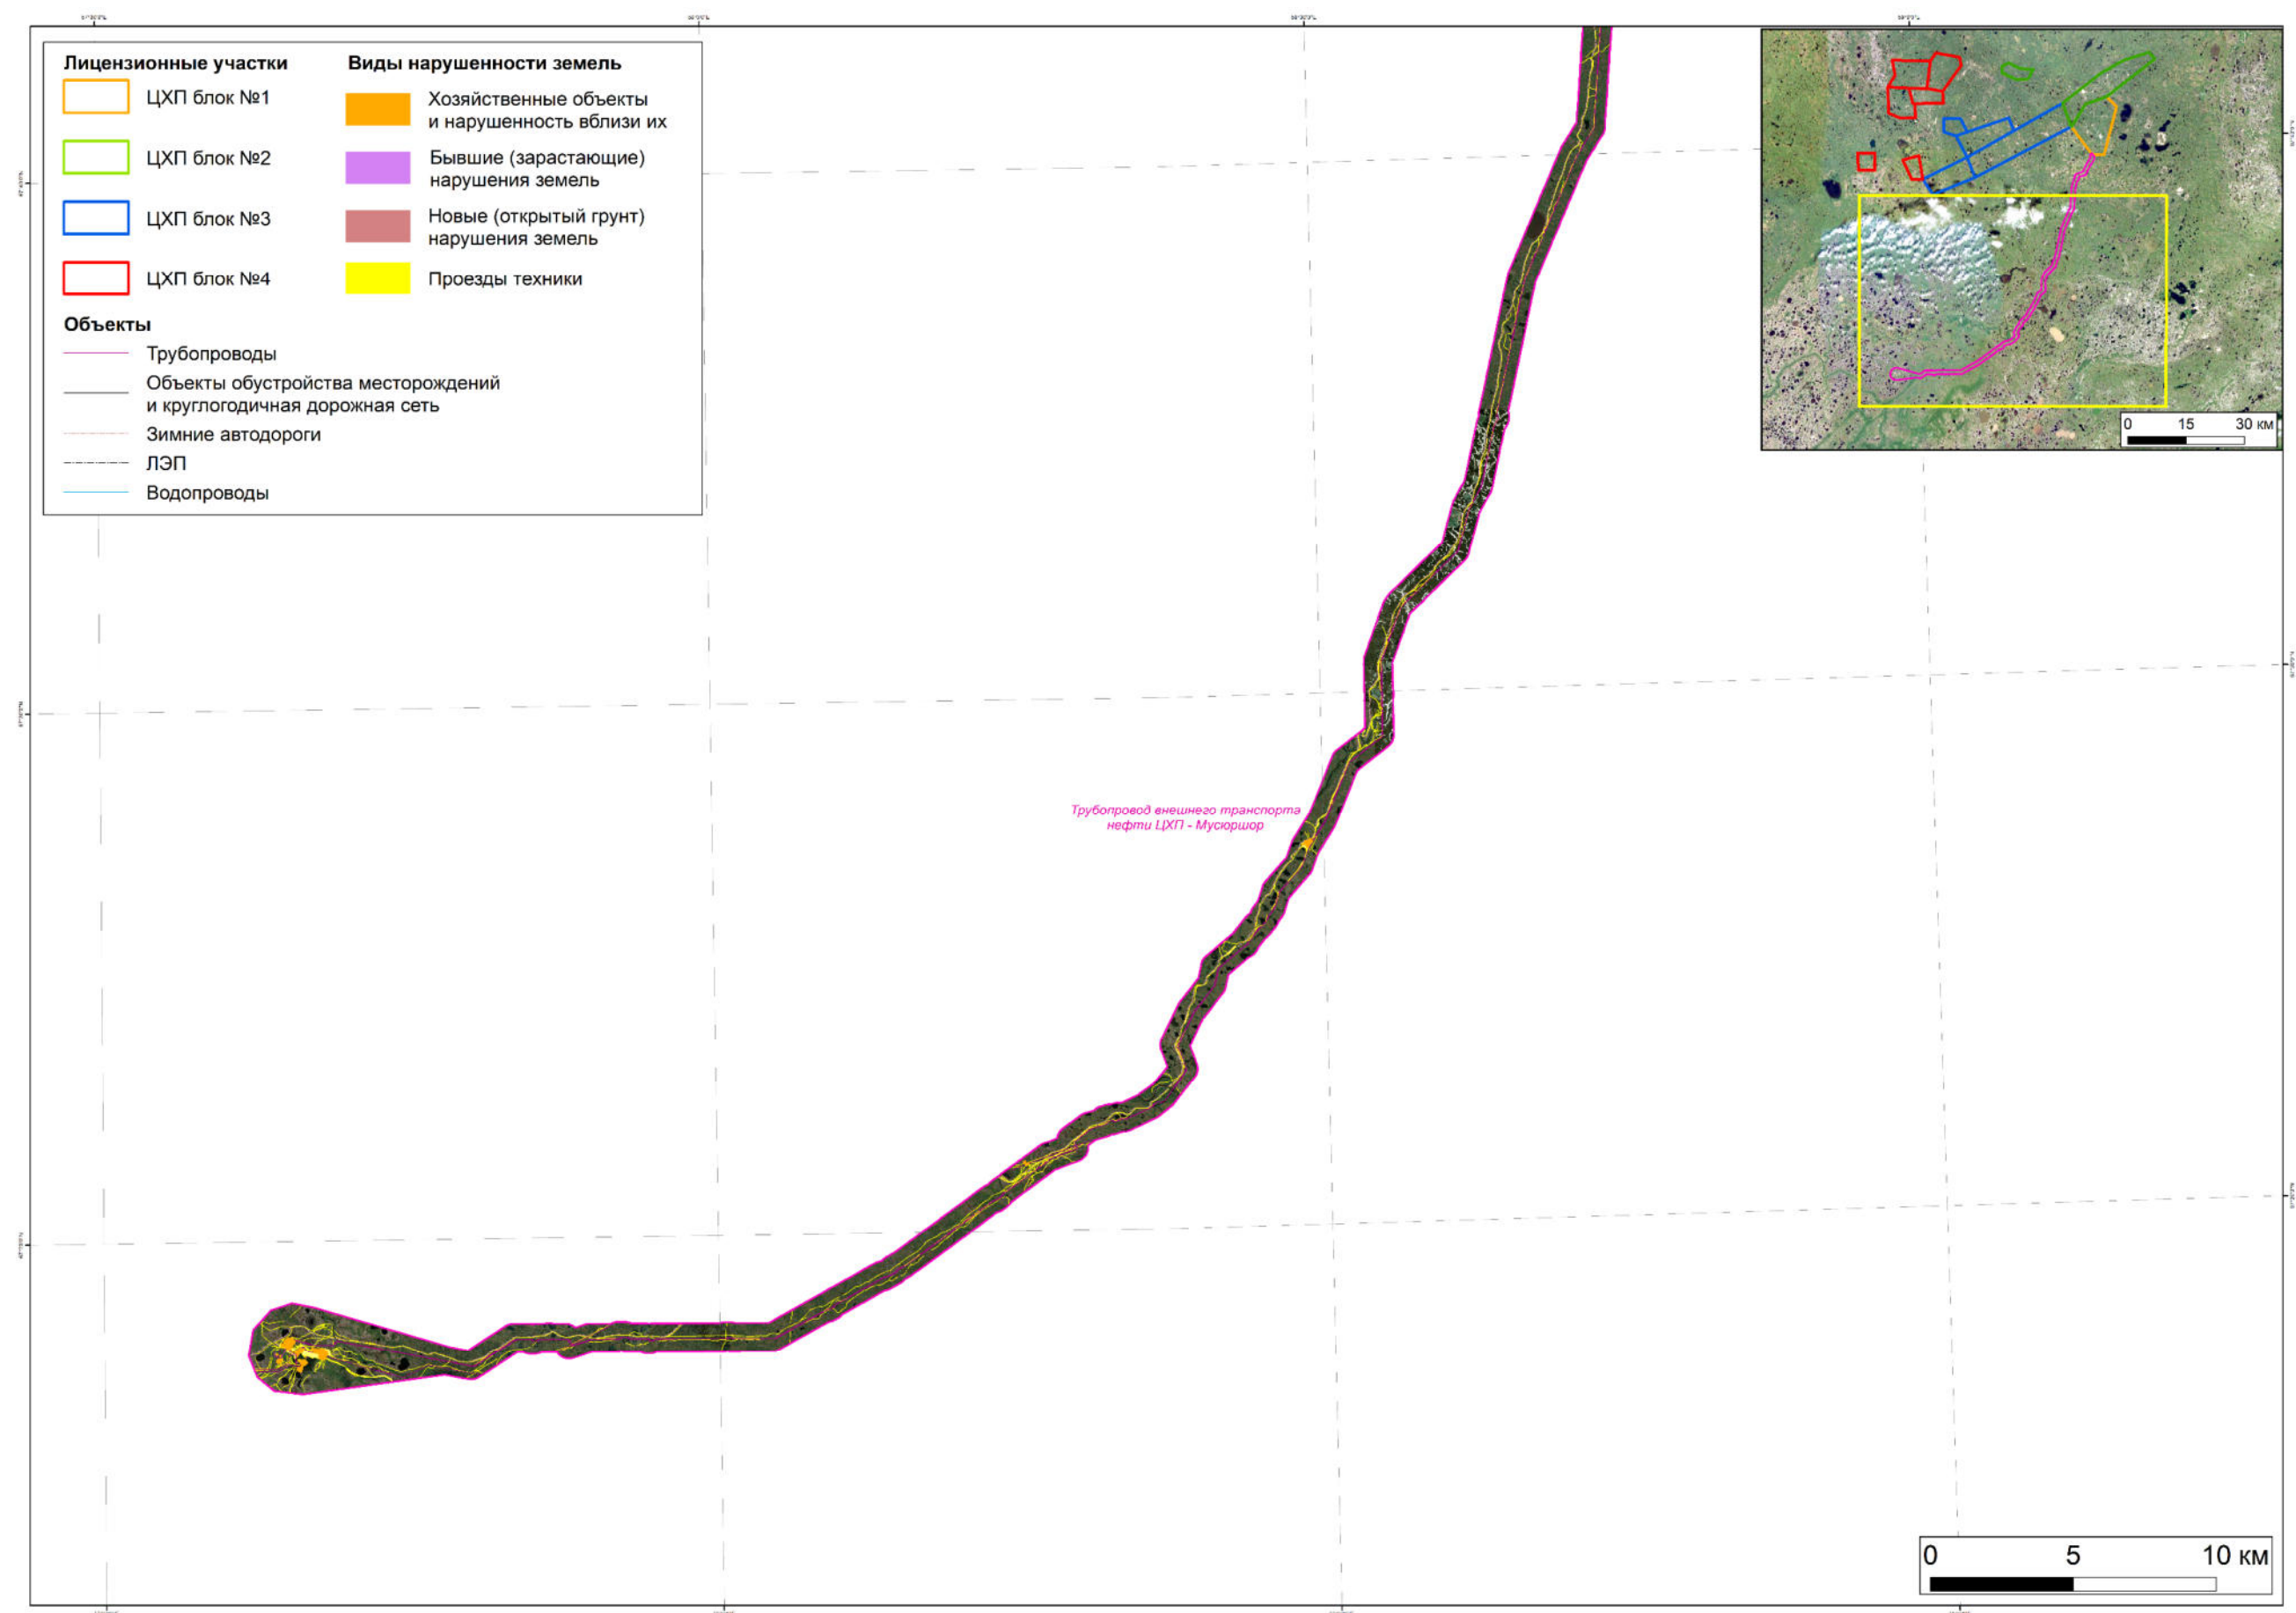 Лицензионные участки
ЦХП блок №1
ЦХП блок №2
ЦХП блок №3
ЦХП блок №4
Виды нарушенности земель
Хозяйственные объекты
и нарушенность вблизи их
Бывшие (зарастающие)
нарушения земель
Новые (открытый грунт)
нарушения земель
Проезды техники
Объекты
Трубопроводы
Объекты обустройства месторождений
и круглогодичная дорожная сеть
Зимние автодороги
ЛЭП
Водопроводы
0 15 30 км
Трубопровод внешнего транспорта
нефти ЦХП - Мусюршор
0 5 10 км